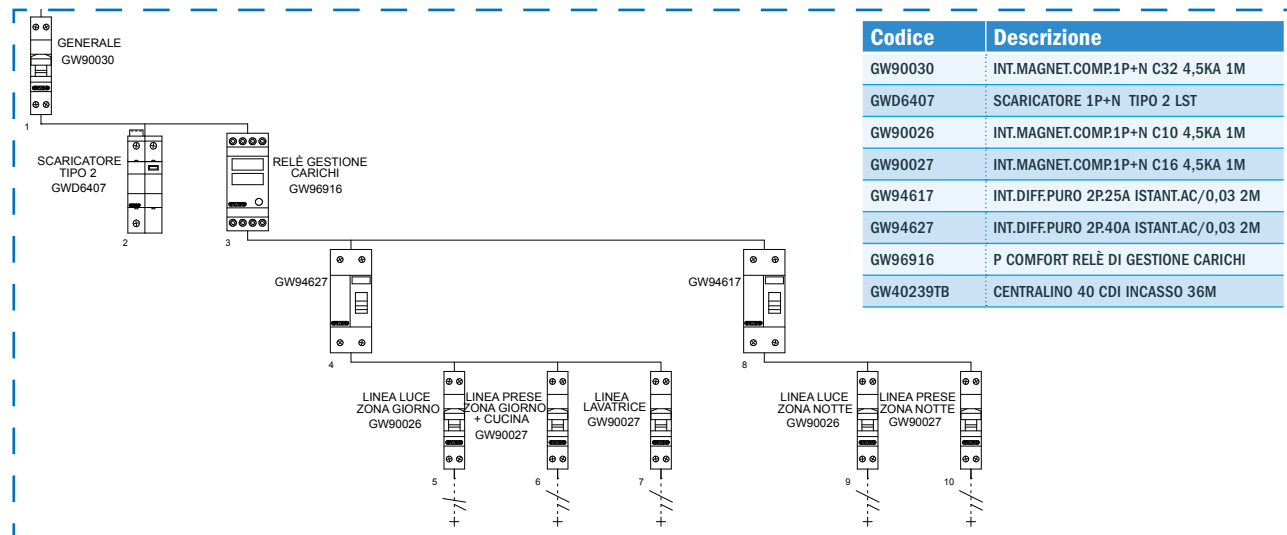 GENERALE
GW90030
1
SCARICATORE
TIPO 2
GWD6407
2
RELÈ GESTIONE
CARICHI
GW96916
3
GW94627
4
GW94617
8
LINEA LUCE
ZONA GIORNO
GW90026
5
LINEA PRESE
ZONA GIORNO
+ CUCINA
GW90027
6
LINEA
LAVATRICE
GW90027
7
LINEA LUCE
ZONA NOTTE
GW90026
9
LINEA PRESE
ZONA NOTTE
GW90027
10
Codice Descrizione
GW90030 INT.MAGNET.COMP.1P+N C32 4,5KA 1M
GWD6407 SCARICATORE 1P+N TIPO 2 LST
GW90026 INT.MAGNET.COMP.1P+N C10 4,5KA 1M
GW90027 INT.MAGNET.COMP.1P+N C16 4,5KA 1M
GW94617 INT.DIFF.PURO 2P.25A ISTANT.AC/0,03 2M
GW94627 INT.DIFF.PURO 2P.40A ISTANT.AC/0,03 2M
GW96916 P COMFORT RELÈ DI GESTIONE CARICHI
GW40239TB CENTRALINO 40 CDI INCASSO 36M